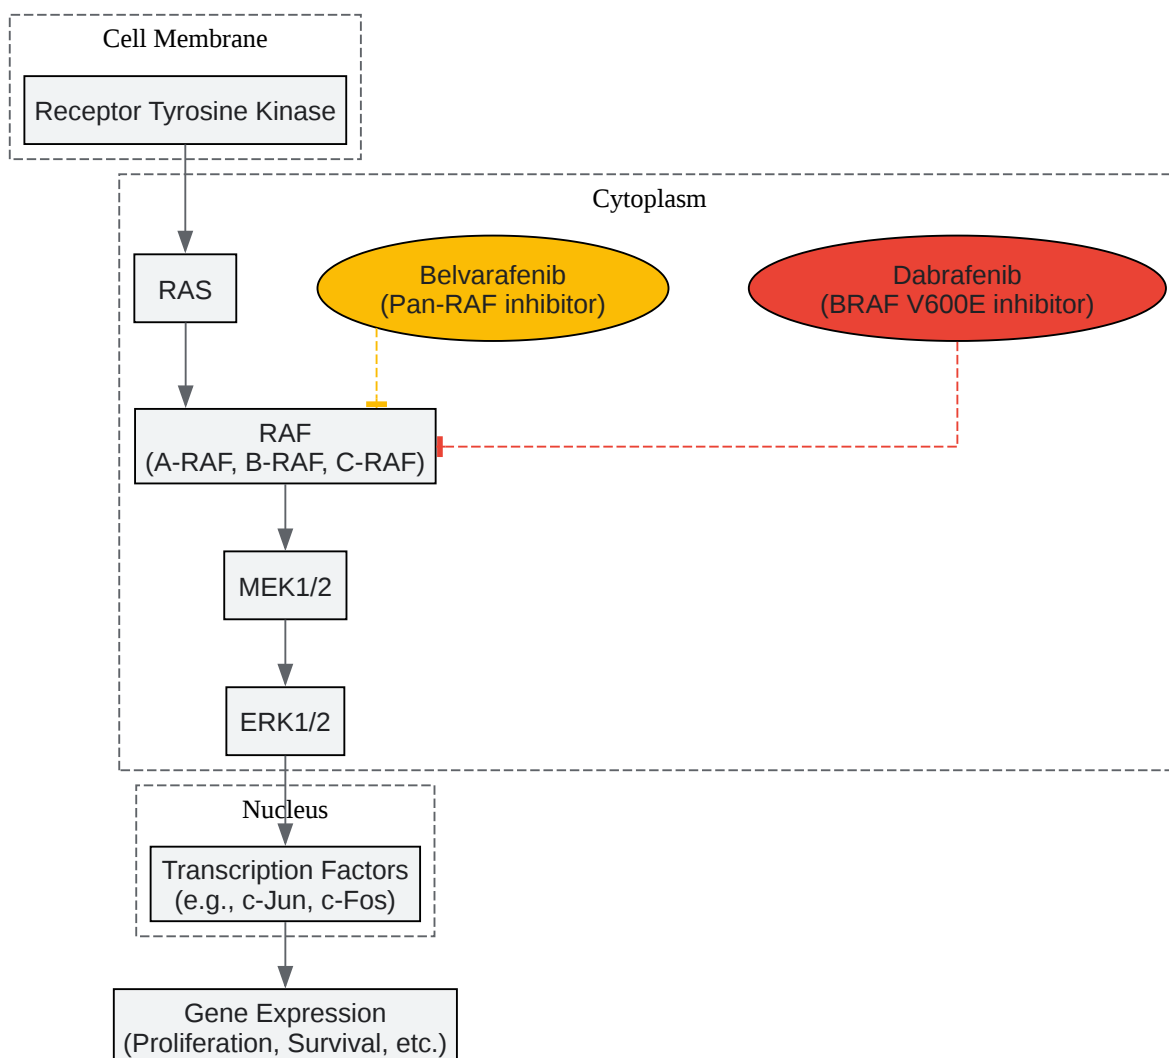 Cell Membrane
Receptor Tyrosine Kinase
Cytoplasm
RAS
Belvarafenib
(Pan-RAF inhibitor)
Dabrafenib
(BRAF V600E inhibitor)
RAF
(A-RAF, B-RAF, C-RAF)
MEK1/2
ERK1/2
Nucleus
Transcription Factors
(e.g., c-Jun, c-Fos)
Gene Expression
(Proliferation, Survival, etc.)